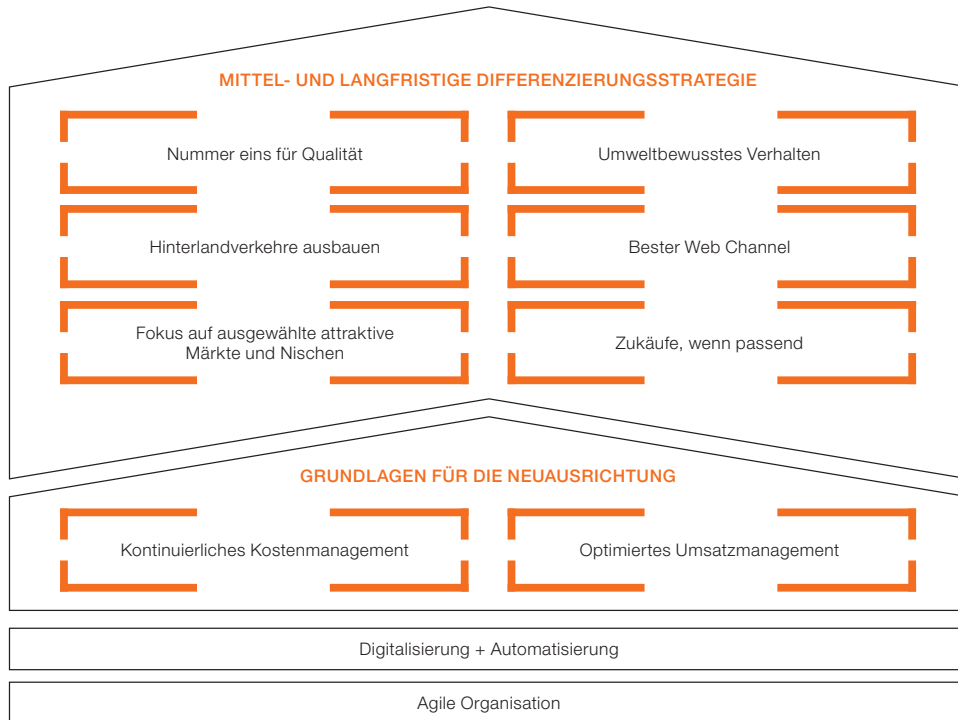 MITTEL- UND LANGFRISTIGE DIFFERENZIERUNGSSTRATEGIE
Nummer eins für Qualität
Umweltbewusstes Verhalten
Hinterlandverkehre ausbauen
Bester Web Channel
Fokus auf ausgewählte attraktive
Märkte und Nischen
Zukäufe, wenn passend
GRUNDLAGEN FÜR DIE NEUAUSRICHTUNG
Kontinuierliches Kostenmanagement
Optimiertes Umsatzmanagement
Digitalisierung + Automatisierung
Agile Organisation